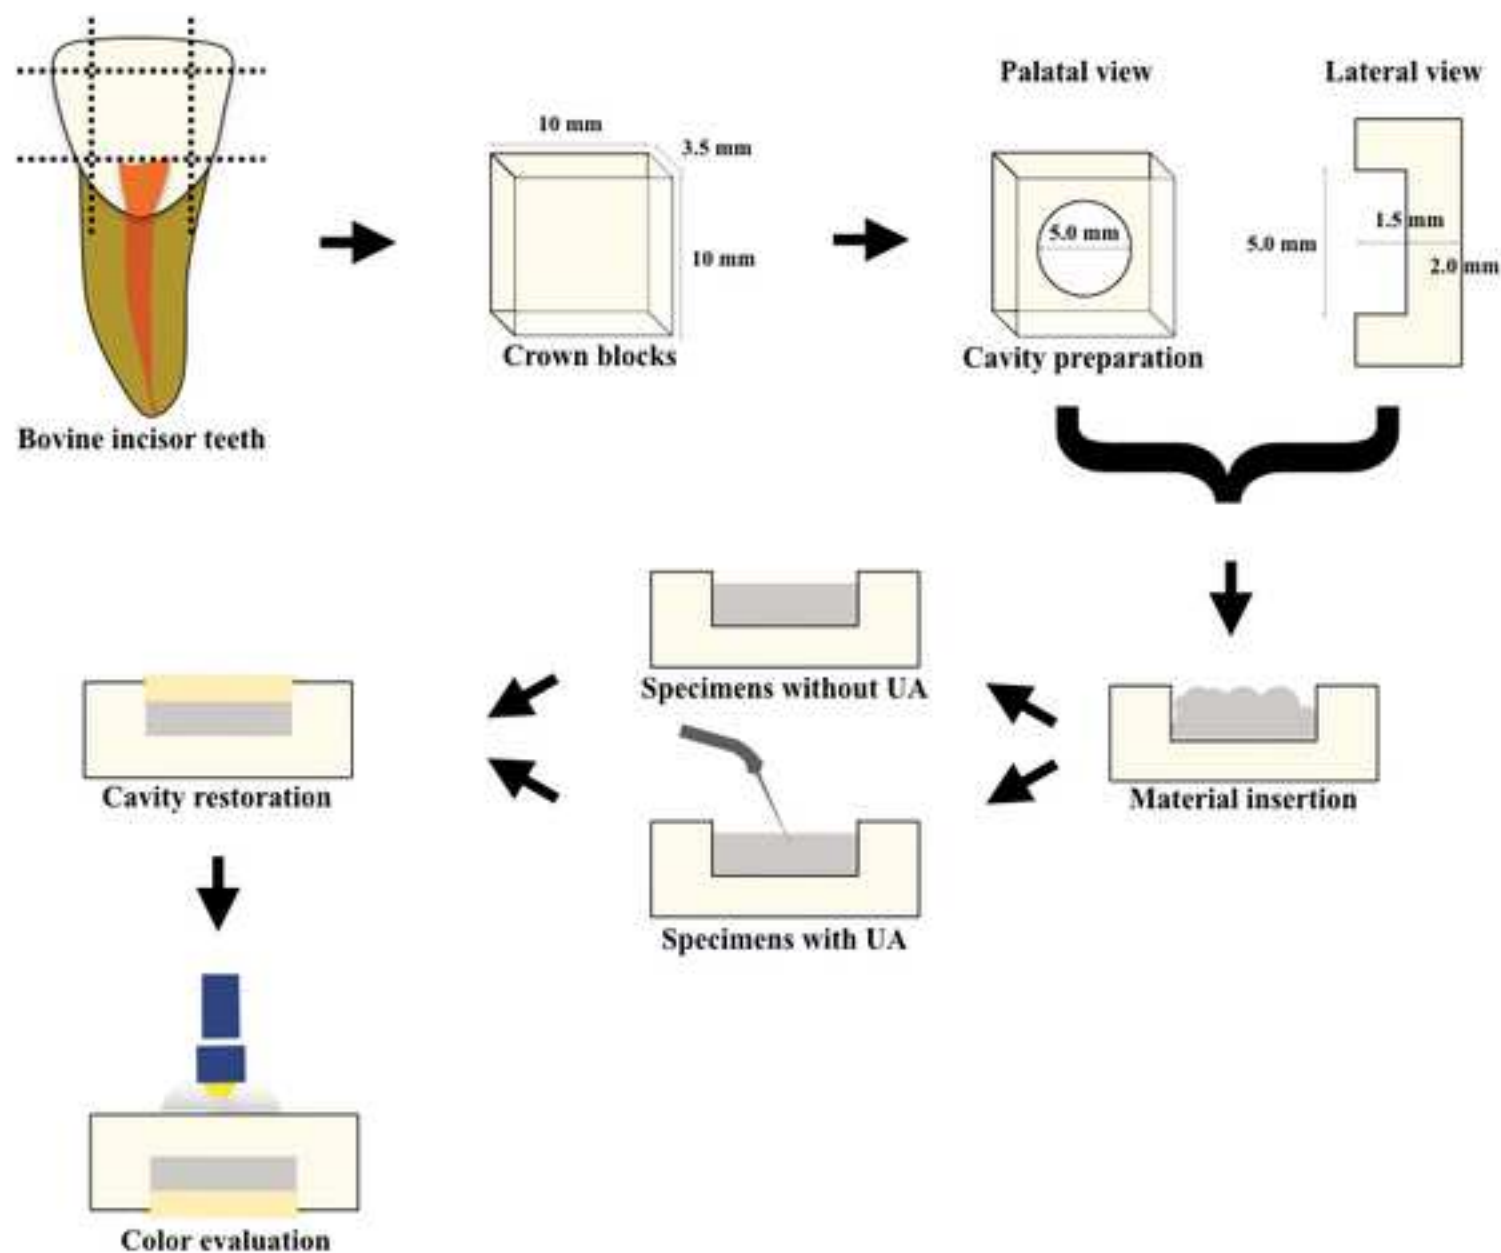 Palatal view
Lateral view
10 mm
3.5 mm
10 mm
5.0 mm
5.0 mm
1.5 mm
2.0 mm
Crown blocks
Cavity preparation
Bovine incisor teeth
Specimens without UA
Cavity restoration
Material insertion
Specimens with UA
Color evaluation